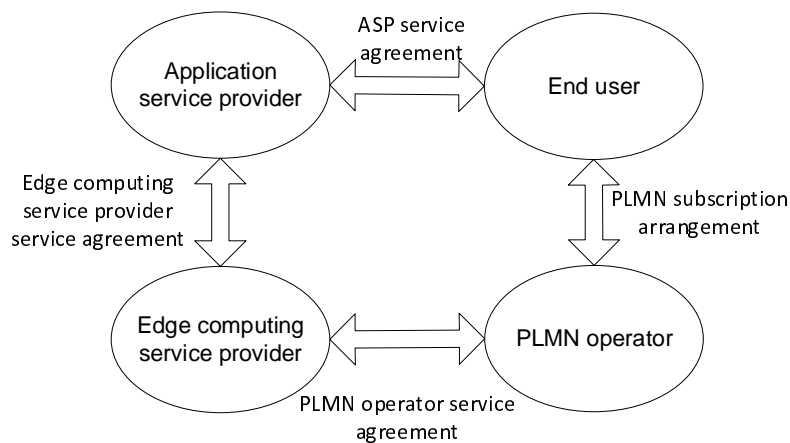 ASP service
agreement
Application
service provider
End user
Edge computing
service provider
service agreement
PLMN subscription
arrangement
Edge computing
service provider
PLMN operator
PLMN operator service
agreement